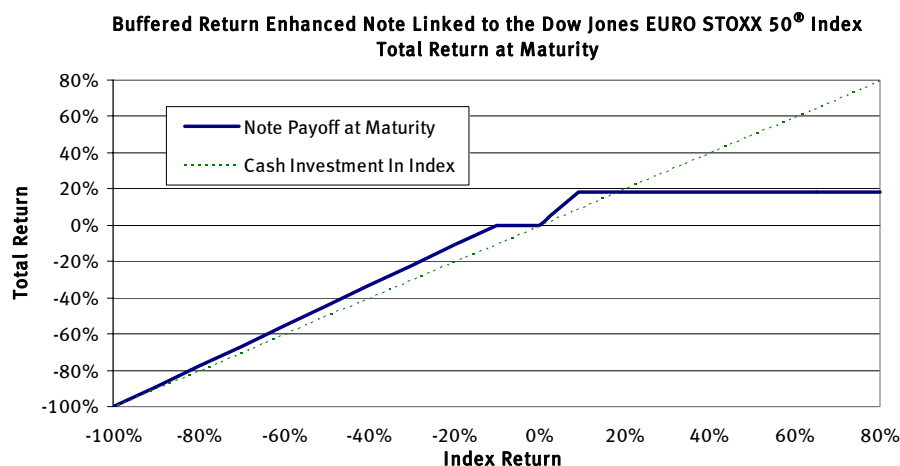 Buffered Return Enhanced Note Linked to the Dow Jones EURO STOXX 50® Index
Total Return at Maturity
80%
60%
40%
20%
0%
-20%
-40%
-60%
-80%
-100%
Total Return
Note Payoff at Maturity
Cash Investment In Index
-100% -80% -60% -40% -20% 0% 20% 40% 60% 80%
Index Return